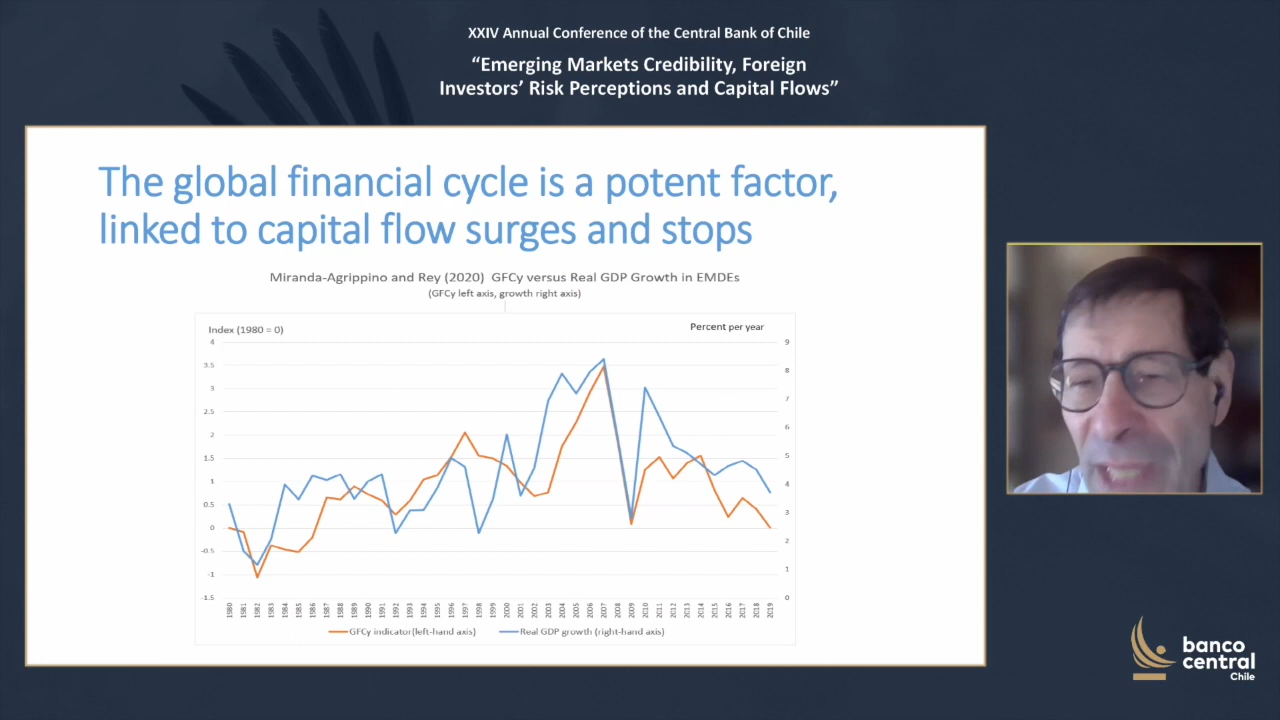 XXIV Annual Conference of the Central Bank of Chile
“Emerging Markets Credibility, Foreign
Investors’ Risk Perceptions and Capital Flows”
The global financial cycle is a potent factor,
linked to capital flow surges and stops
Miranda-Agrippino and Rey (2020) GFCy versus Real GDP Growth in EMDEs
(GFCy left axis, growth right axis)
Index (1980 = 0)
Percent per year
4
3.5
3
2.5
2
1.5
1
0.5
0
-0.5
-1
-1.5
9
8
7
6
5
4
3
2
1
0
1980 1981 1982 1983 1984 1985 1986 1987 1988 1989 1990 1991 1992 1993 1994 1995 1996 1997 1998 1999 2000 2001 2002 2003 2004 2005 2006 2007 2008 2009 2010 2011 2012 2013 2014 2015 2016 2017 2018 2019
GFCy indicator(left-hand axis) Real GDP growth (right-hand axis)
banco
central
Chile